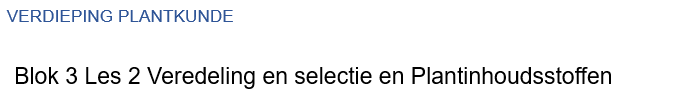 VERDIEPING PLANTKUNDE
Blok 3 Les 2 Veredeling en selectie en Plantinhoudsstoffen